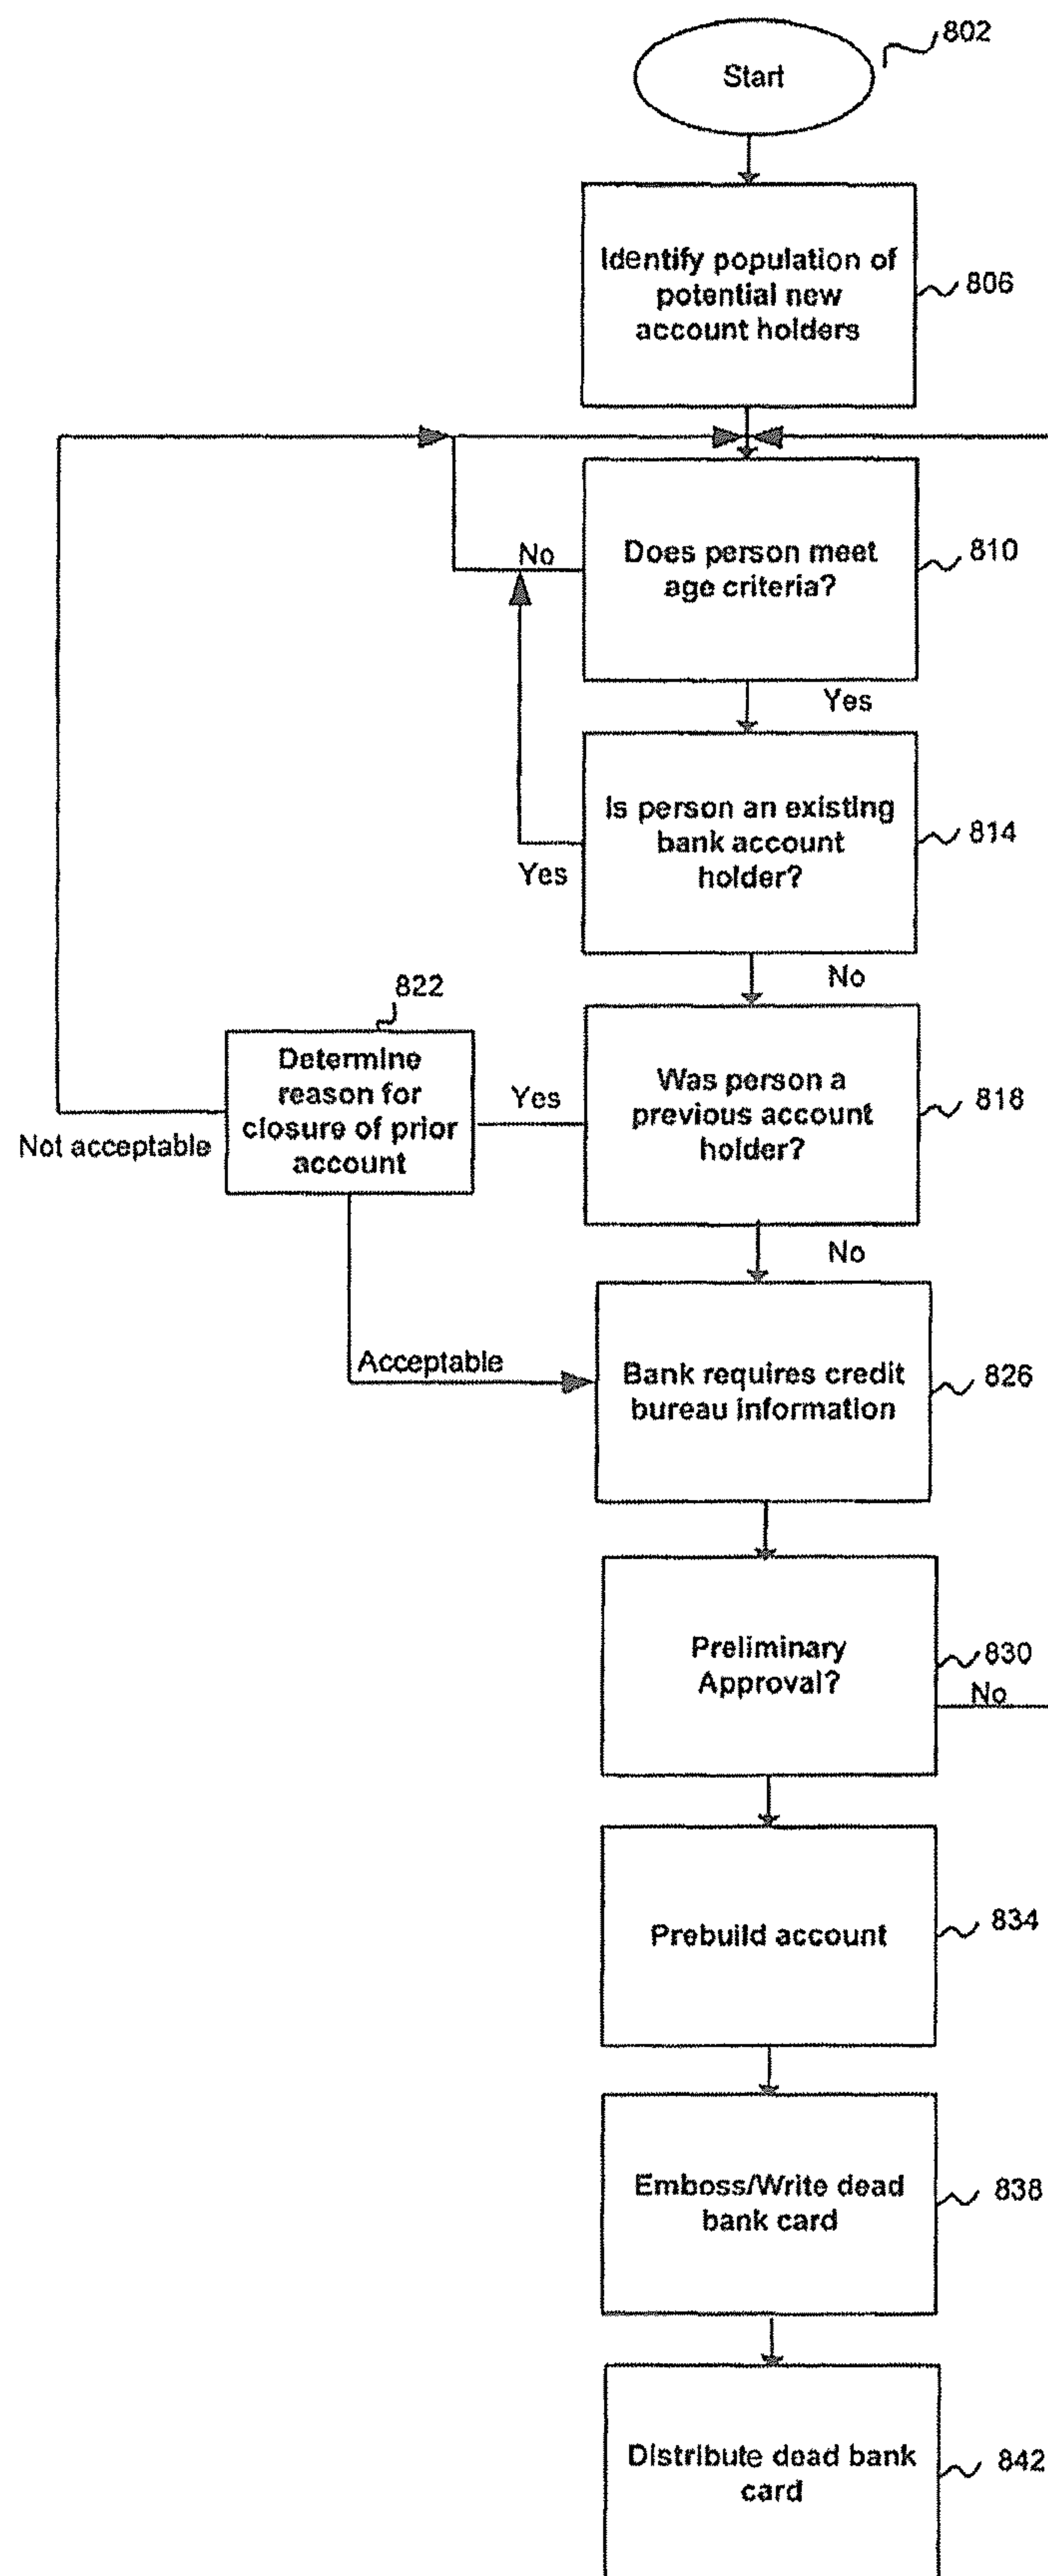 802
Start
Identify population of
potential new
account holders
806
No
Does person meet
age criteria?
810
Yes
Is person an existing
bank account
holder?
814
Yes
No
822
Determine
reason for
closure of prior
account
Yes
Was person a
previous account
holder?
818
Not acceptable
No
Acceptable
Bank requires credit
bureau information
826
Preliminary
Approval?
830
No
Prebuild account
834
Emboss/Write dead
bank card
838
Distribute dead bank
card
842